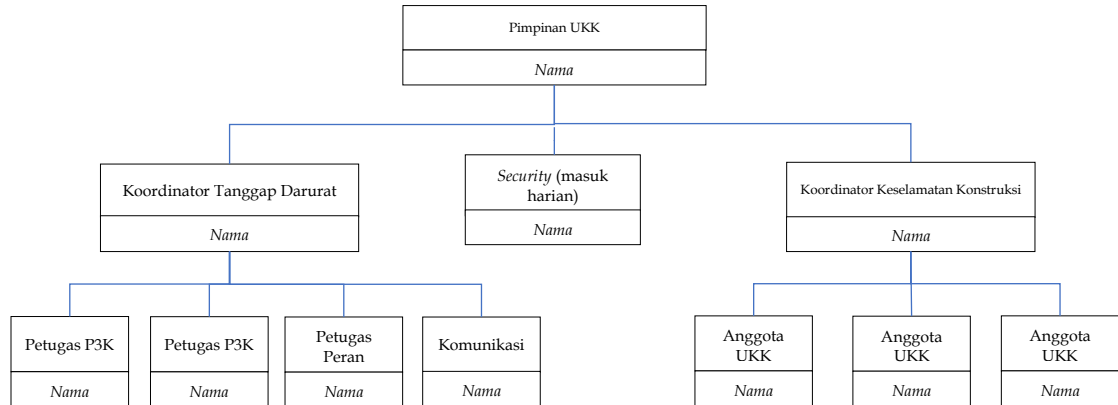 Pimpinan UKK
Nama
Koordinator Tanggap Darurat
Nama
Security (masuk
harian)
Nama
Koordinator Keselamatan Konstruksi
Nama
Petugas P3K
Nama
Petugas P3K
Nama
Petugas
Peran
Nama
Komunikasi
Nama
Anggota
UKK
Nama
Anggota
UKK
Nama
Anggota
UKK
Nama